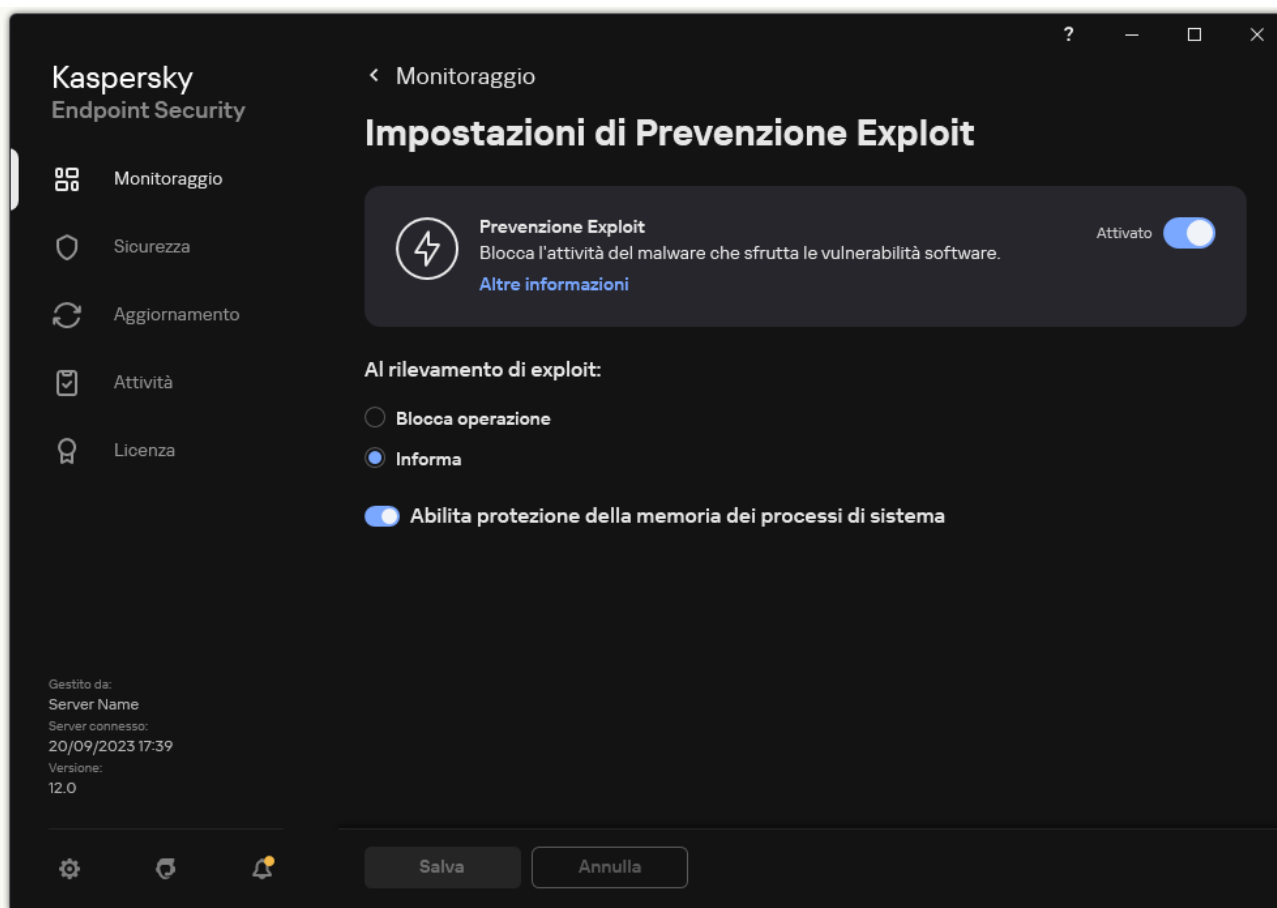 ?
Kaspersky
Endpoint Security
Monitoraggio
Sicurezza
Aggiornamento
Attività
Licenza
Gestito da:
Server Name
Server connesso:
20/09/2023 17:39
Versione:
12.0
Monitoraggio
Impostazioni di Prevenzione Exploit
Prevenzione Exploit
Blocca l'attività del malware che sfrutta le vulnerabilità software.
Altre informazioni
Attivato
Al rilevamento di exploit:
Blocca operazione
Informa
Abilita protezione della memoria dei processi di sistema
Salva
Annulla